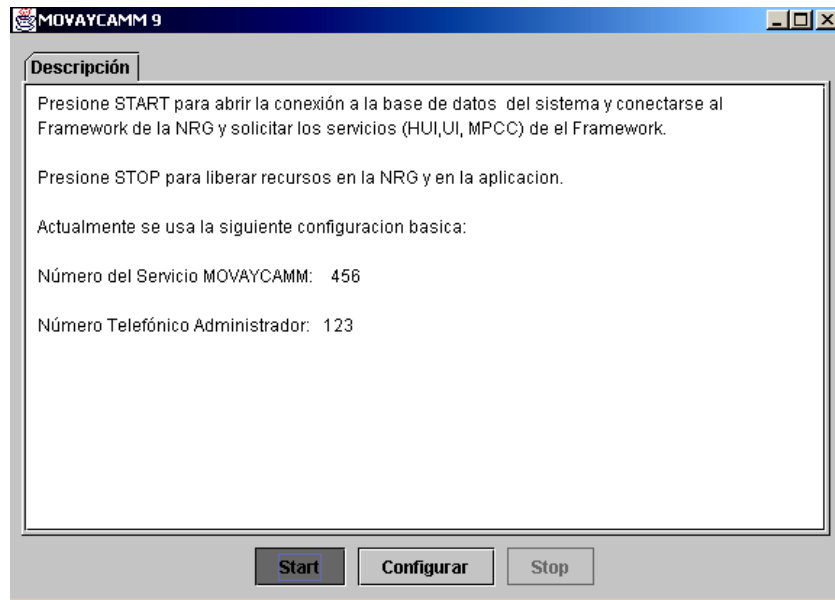 MOVAYCAMM 9
Descripción
Presione START para abrir la conexión a la base de datos del sistema y conectarse al
Framework de la NRG y solicitar los servicios (HUI,UI, MPCC) de el Framework.
Presione STOP para liberar recursos en la NRG y en la aplicacion.
Actualmente se usa la siguiente configuracion basica:
Número del Servicio MOVAYCAMM: 456
Número Telefónico Administrador: 123
Start Configurar Stop